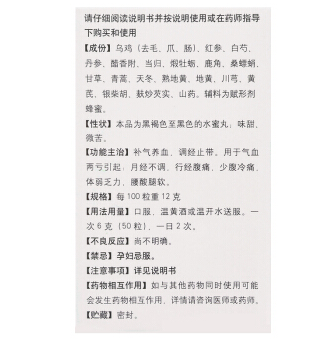 请仔细阅读说明书并按说明使用或在药师指导
下购买和使用
【成份】乌鸡（去毛、爪、肠）、红参、白芍、
丹参、醋香附、当归、煅牡蛎、鹿角、桑螵蛸、
甘草、青蒿、天冬、熟地黄、地黄、川芎、黄
芪、银柴胡、麸炒芡实、山药。辅料为赋形剂
蜂蜜。
【性状】本品为黑褐色至黑色的水蜜丸；味甜、
微苦。
【功能主治】补气养血，调经止带。用于气血
两亏引起：月经不调、行经腹痛、少腹冷痛、
体弱乏力、腰酸腿软。
【规格】每100粒重12克
【用法用量】口服，温黄酒或温开水送服。一
次6克（50粒），一日2次。
【不良反应】尚不明确。
【禁忌】孕妇忌服。
【注意事项】详见说明书
【药物相互作用】如与其他药物同时使用可能
会发生药物相互作用，详情请咨询医师或药师。
【贮藏】密封。